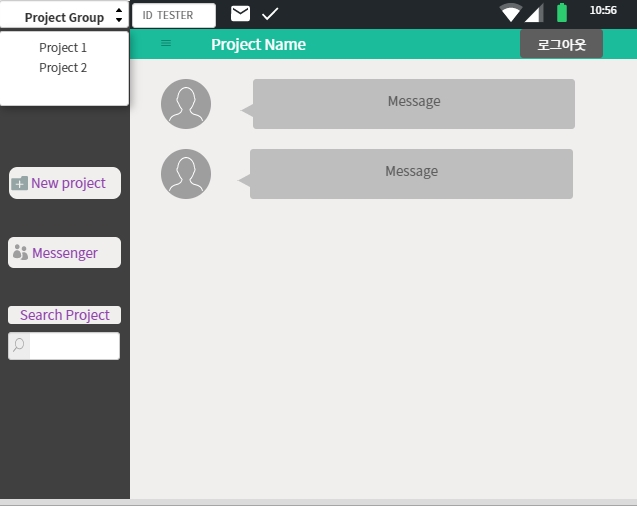 Project Group
ID TESTER
10:56
Project 1
Project 2
Project Name
로그아웃
Message
Message
New project
Messenger
Search Project